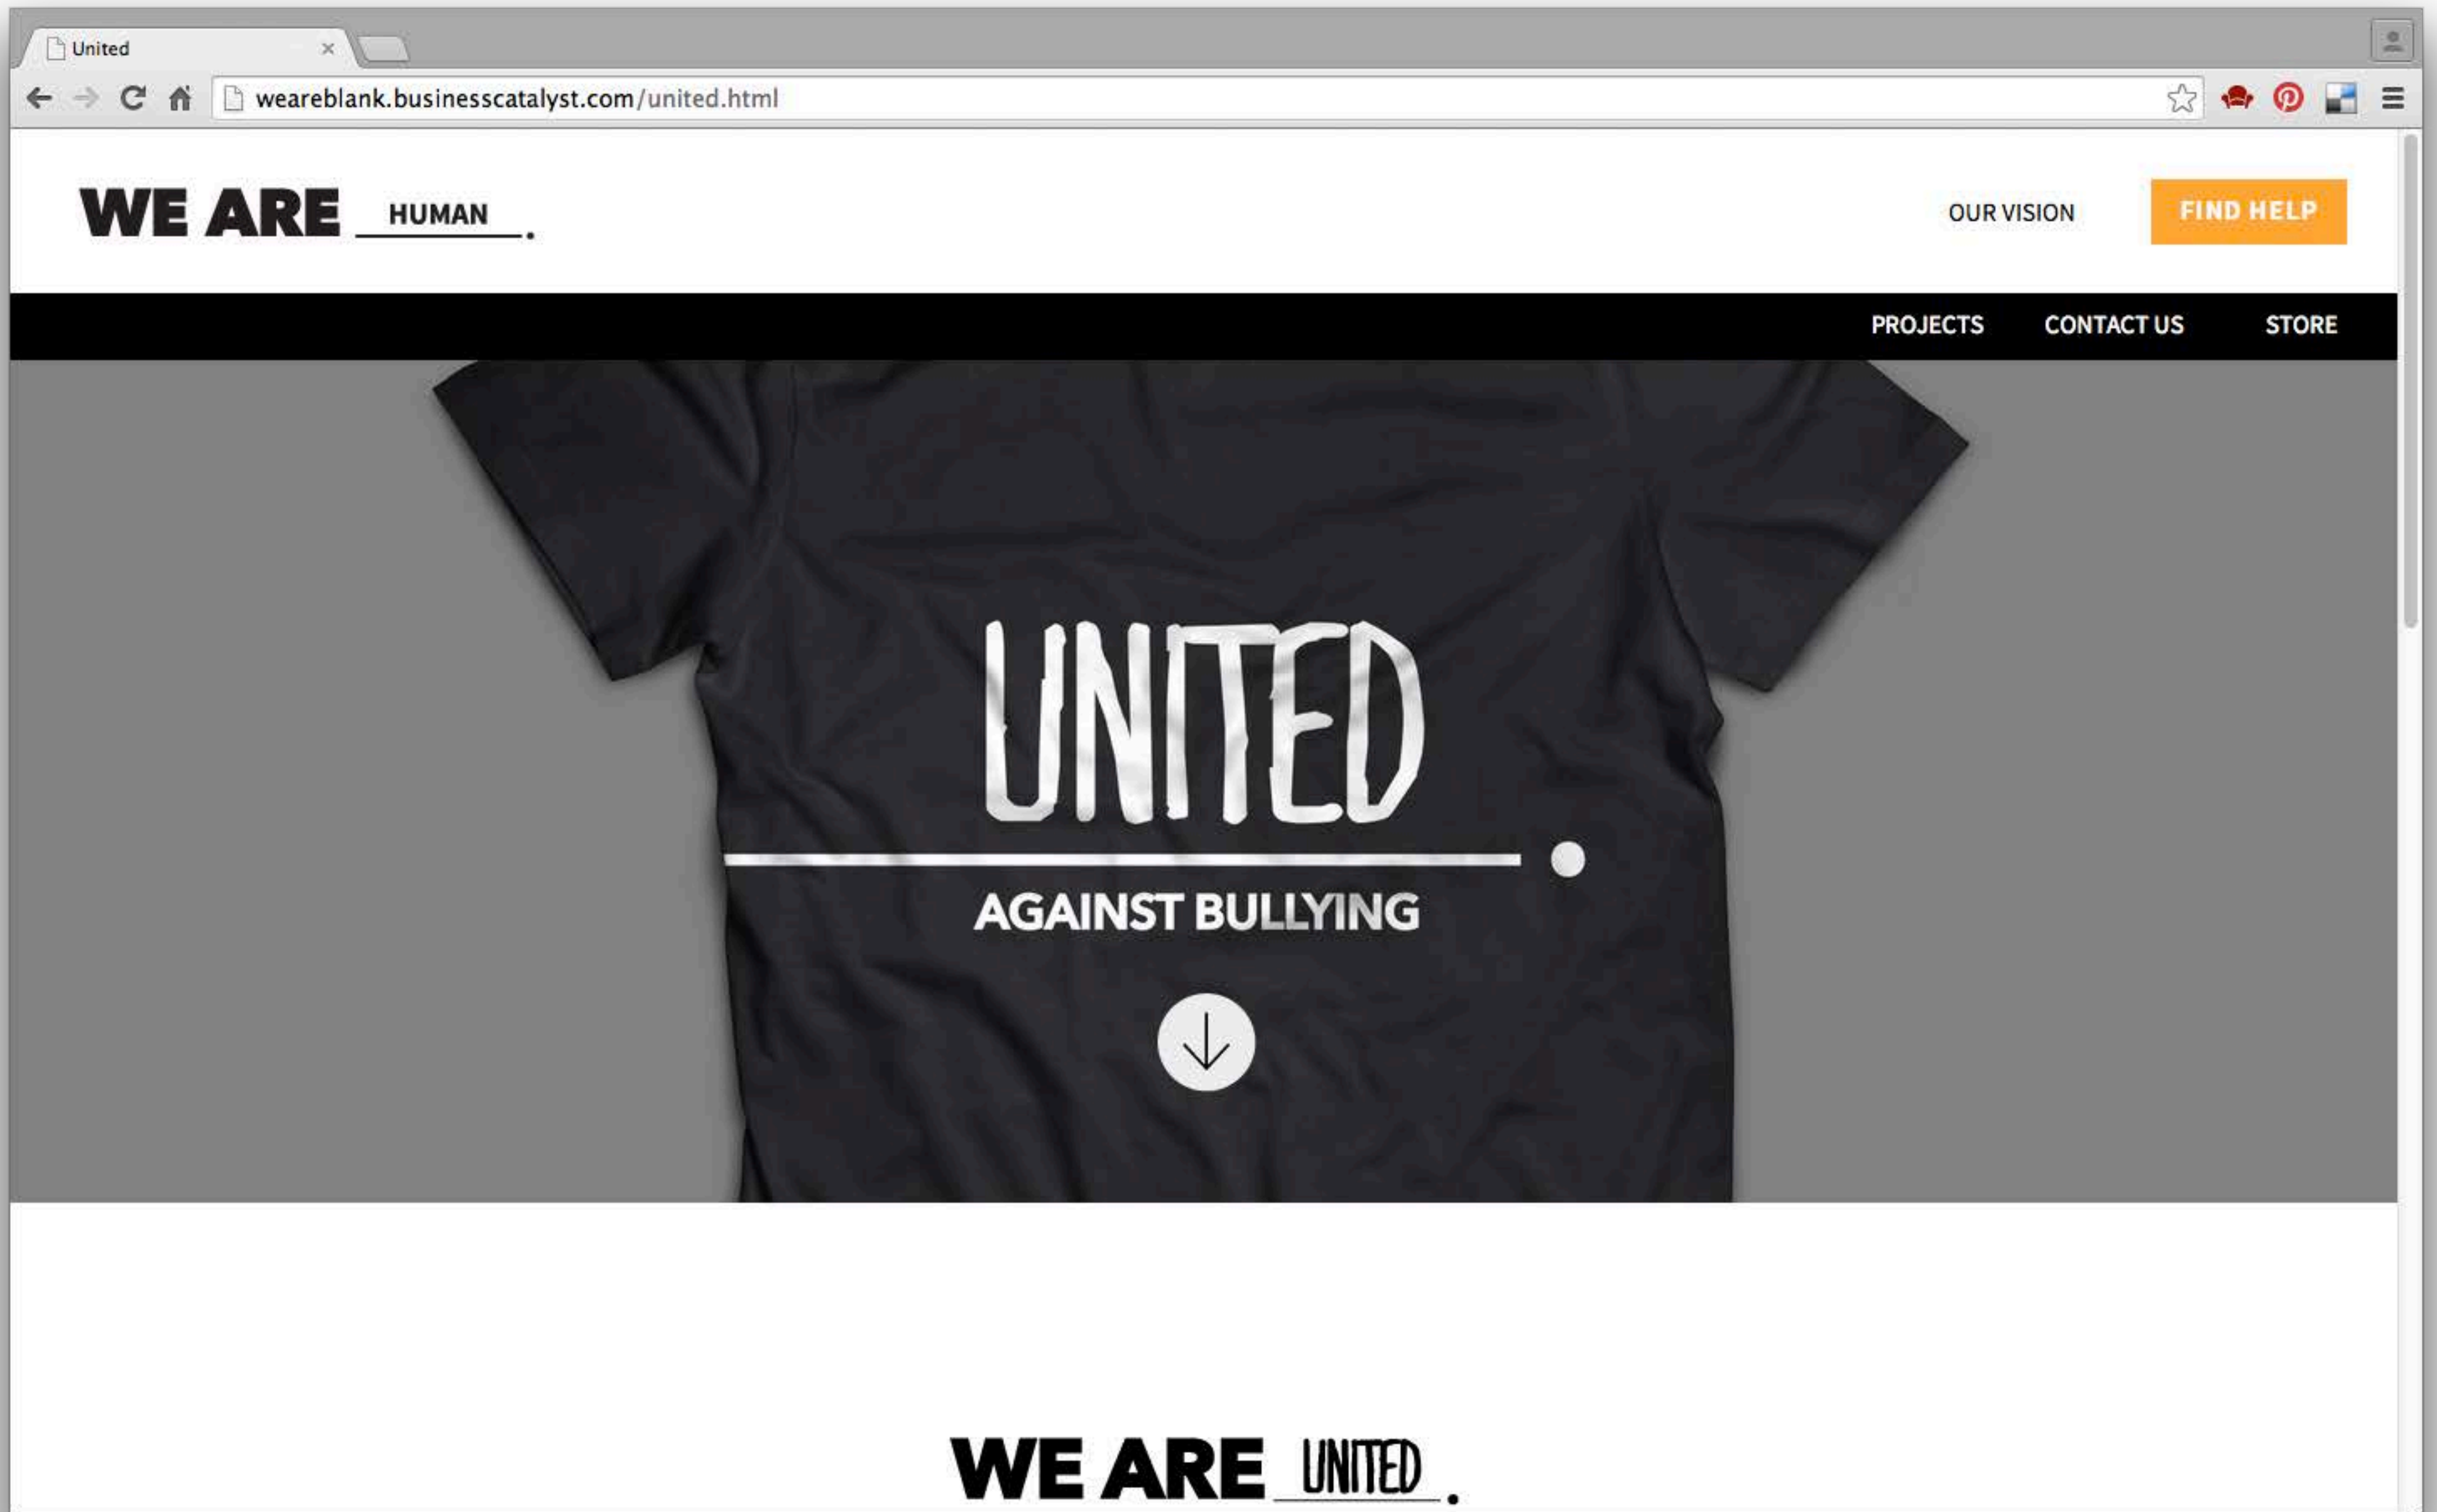 United
weareblank.businesscatalyst.com/united.html
WE ARE HUMAN.
OUR VISION
FIND HELP
PROJECTS CONTACT US STORE
UNITED
AGAINST BULLYING
WE ARE UNITED.